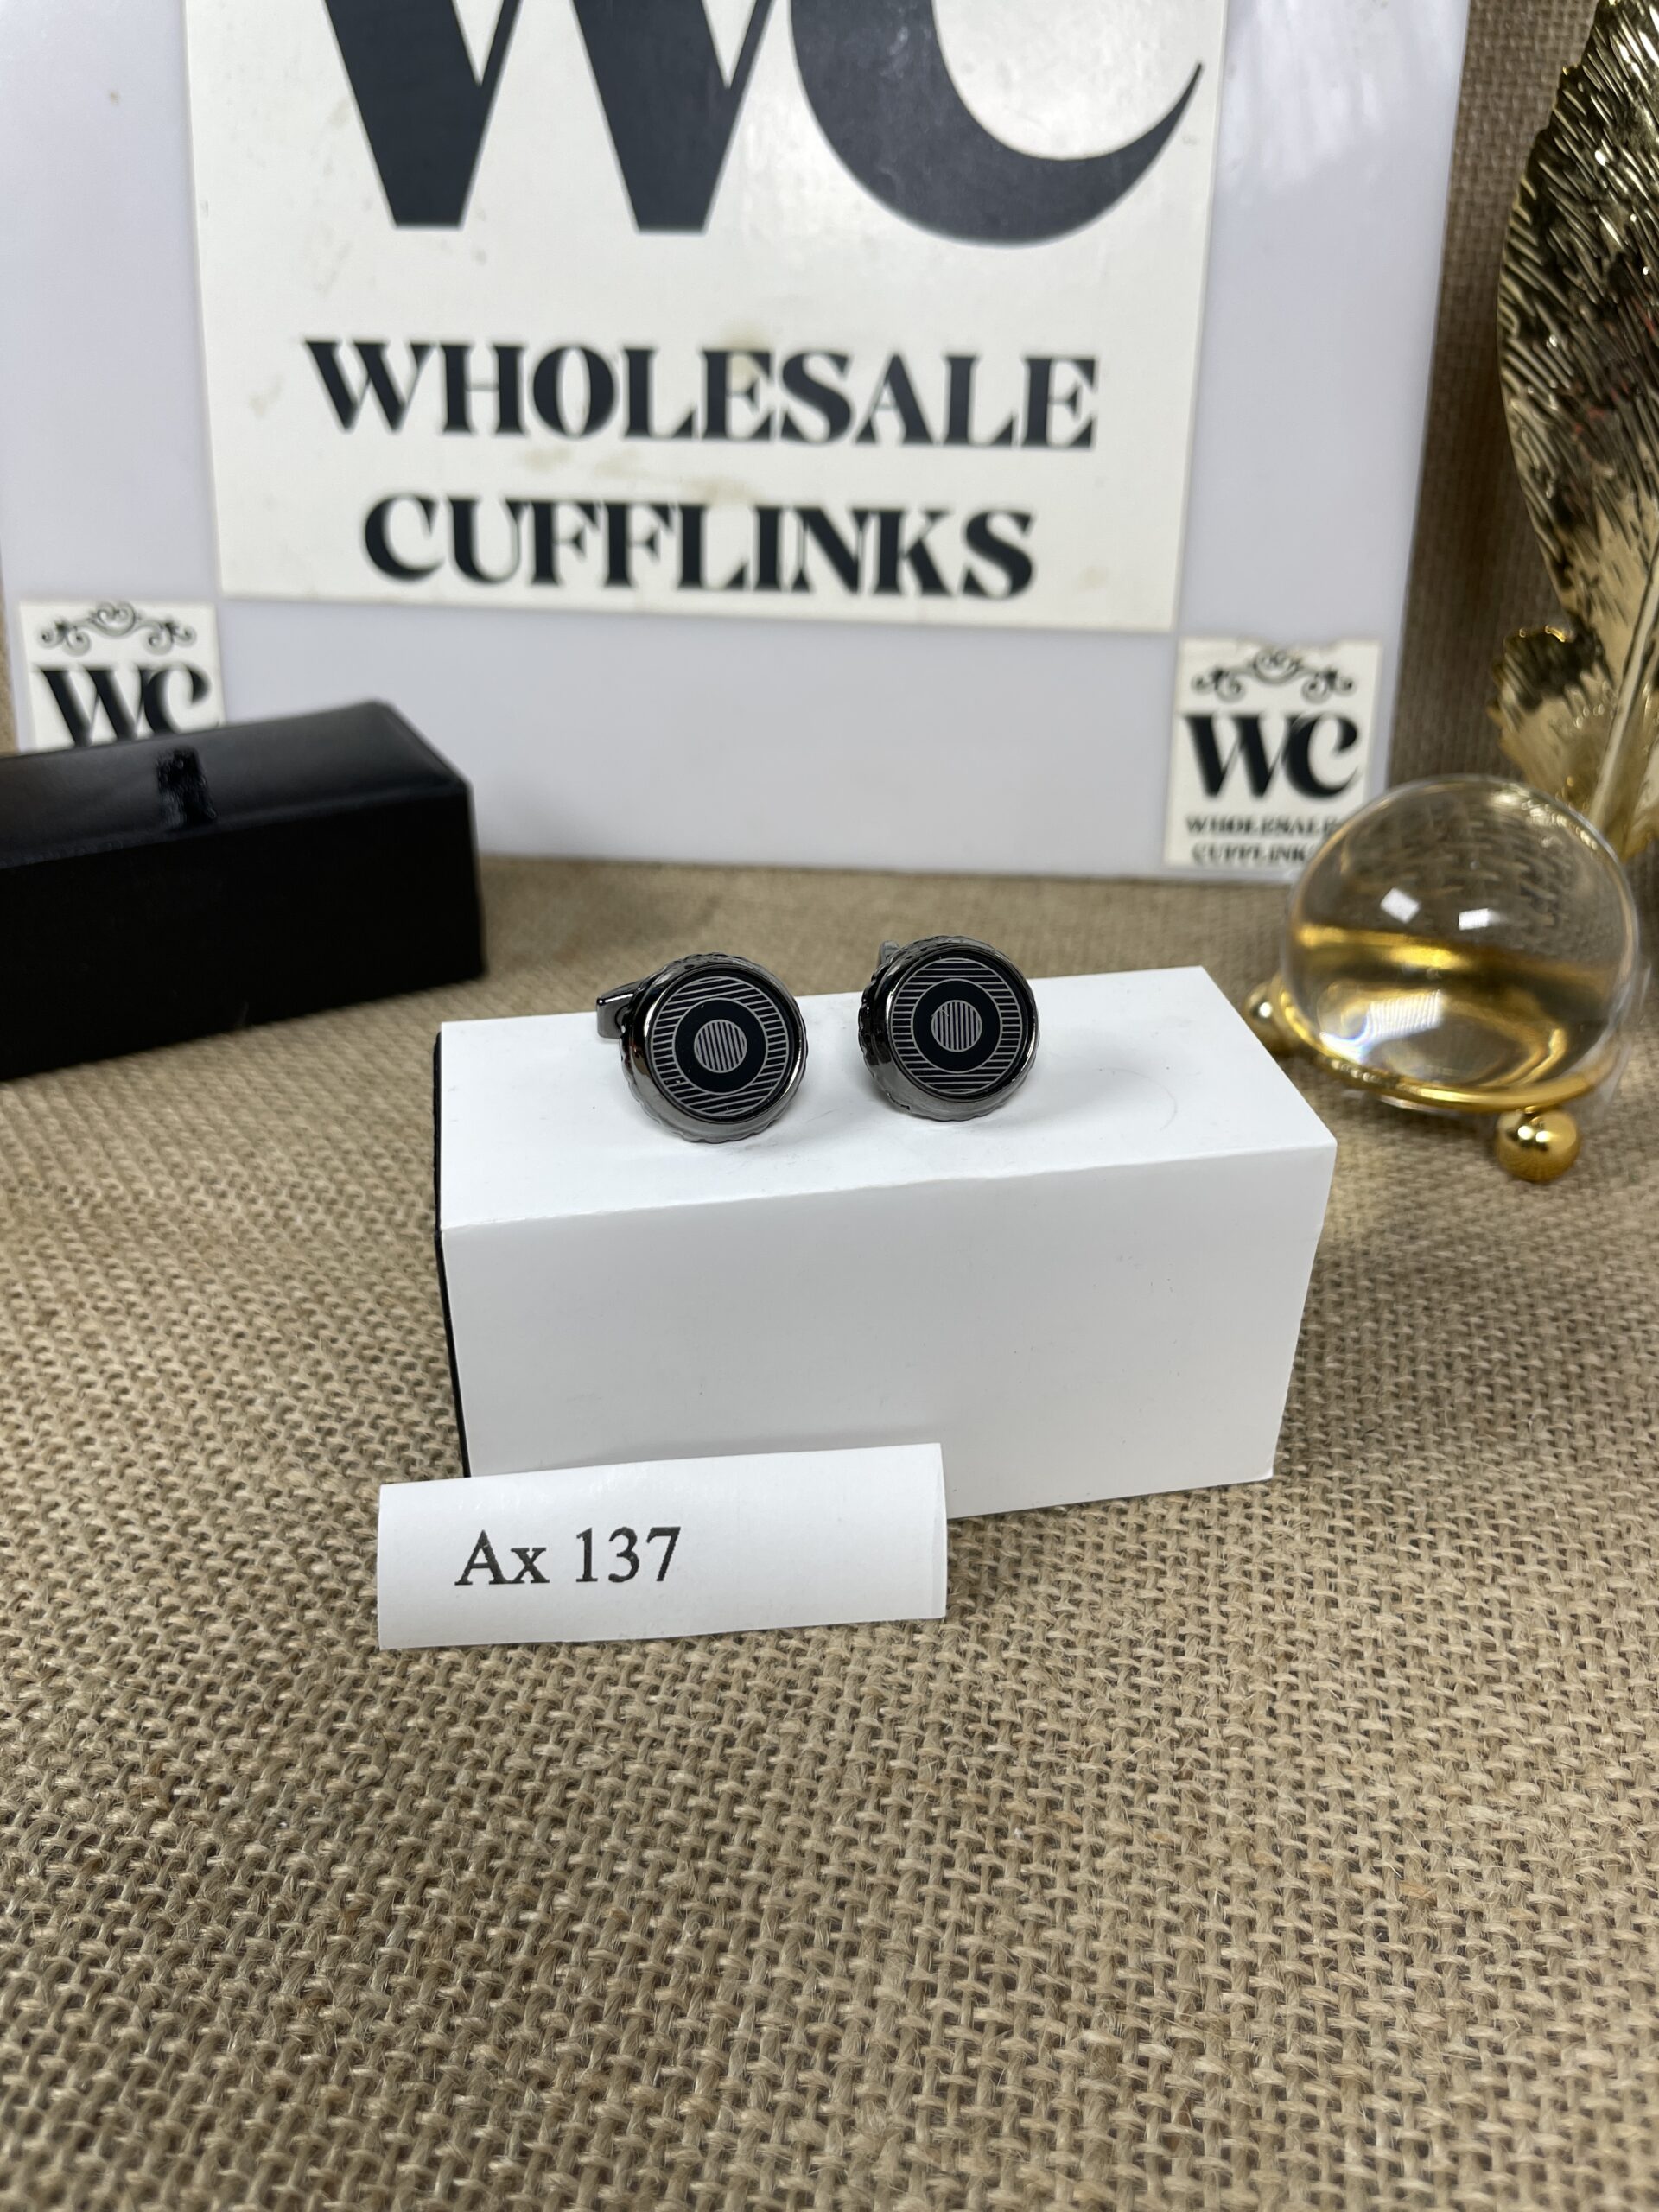 WC
WHOLESALE
CUFFLINKS
WC
WC
WHOLESALE
CUFFLINKS
Ax 137